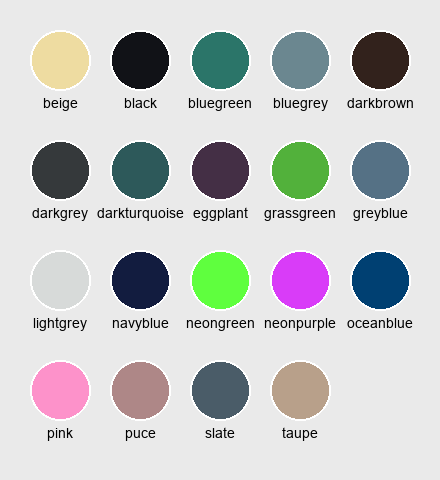 beige black bluegreen bluegrey darkbrown
darkgrey darkturquoise eggplant grassgreen greyblue
lightgrey navyblue neongreen neonpurple oceanblue
pink puce slate taupe